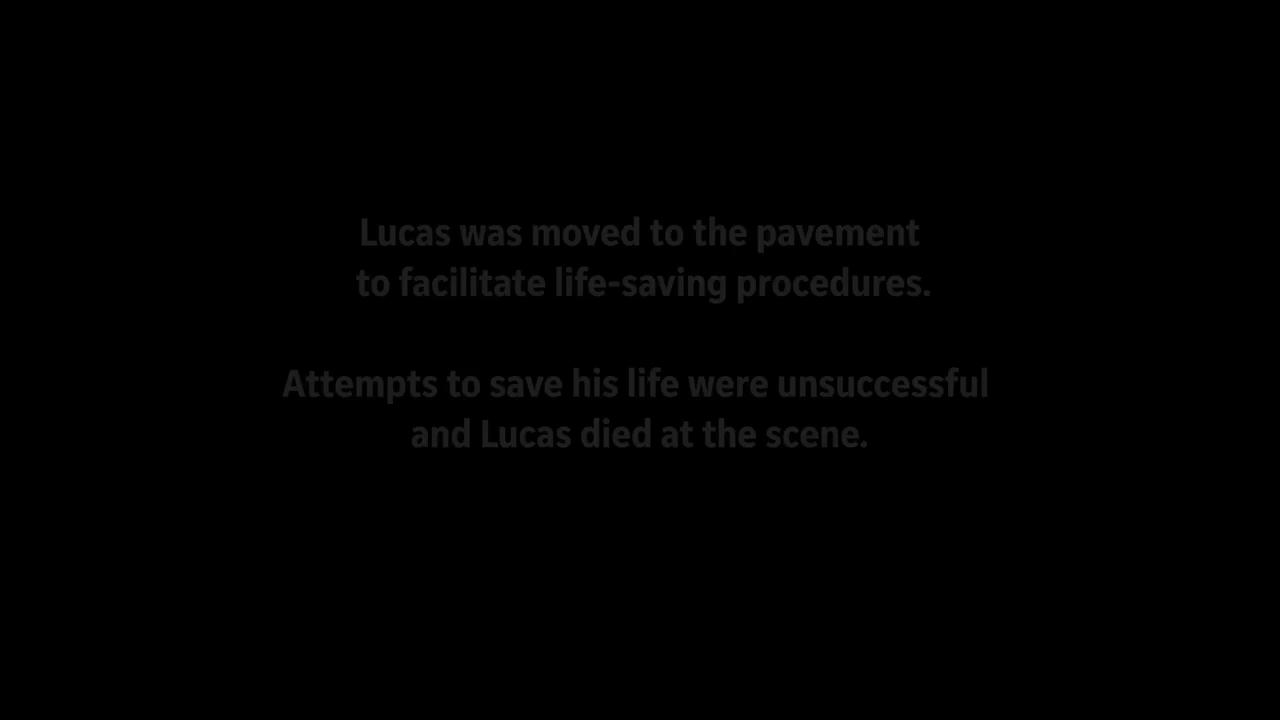 Lucas was moved to the pavement
to facilitate life-saving procedures.
Attempts to save his life were unsuccessful
and Lucas died at the scene.